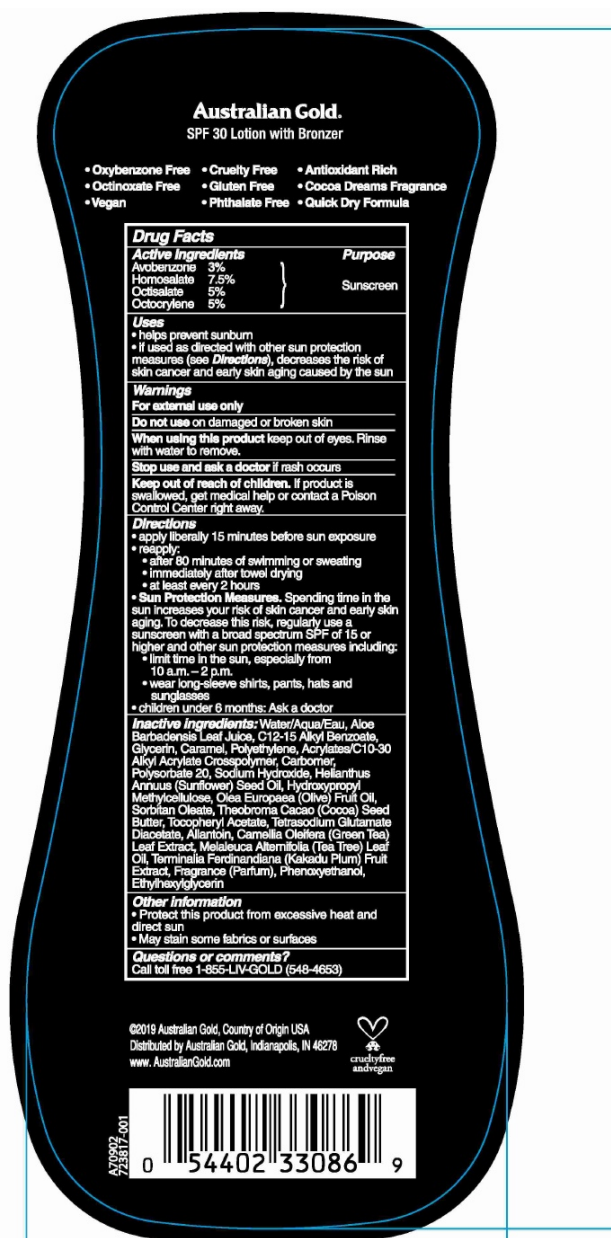 Australian Gold.
SPF 30 Lotion with Bronzer
• Oxybenzone Free • Cruelty Free • Antioxidant Rich
• Octinoxate Free • Gluten Free • Cocoa Dreams Fragrance
• Vegan • Phthalate Free • Quick Dry Formula
Drug Facts
Active Ingredients Purpose
Avobenzone 3%
Homosalate 7.5%
Octisalate 5%
Octocrylene 5%
Sunscreen
Uses
• helps prevent sunburn
• if used as directed with other sun protection
measures (see Directions), decreases the risk of
skin cancer and early skin aging caused by the sun
Warnings
For external use only
Do not use on damaged or broken skin
When using this product keep out of eyes. Rinse
with water to remove.
Stop use and ask a doctor if rash occurs
Keep out of reach of children. If product is
swallowed, get medical help or contact a Poison
Control Center right away.
Directions
• apply liberally 15 minutes before sun exposure
• reapply:
• after 80 minutes of swimming or sweating
• immediately after towel drying
• at least every 2 hours
• Sun Protection Measures. Spending time in the
sun increases your risk of skin cancer and early skin
aging. To decrease this risk, regularly use a
sunscreen with a broad spectrum SPF of 15 or
higher and other sun protection measures including:
• limit time in the sun, especially from
10 a.m. – 2 p.m.
• wear long-sleeve shirts, pants, hats and
sunglasses
• children under 6 months: Ask a doctor
Inactive ingredients: Water/Aqua/Eau, Aloe
Barbadensis Leaf Juice, C12-15 Alkyl Benzoate,
Glycerin, Caramel, Polyethylene, Acrylates/C10-30
Alkyl Acrylate Crosspolymer, Carbomer,
Polysorbate 20, Sodium Hydroxide, Helianthus
Annuus (Sunflower) Seed Oil, Hydroxypropyl
Methylcellulose, Olea Europaea (Olive) Fruit Oil,
Sorbitan Oleate, Theobroma Cacao (Cocoa) Seed
Butter, Tocopheryl Acetate, Tetrasodium Glutamate
Diacetate, Allantoin, Camellia Oleifera (Green Tea)
Leaf Extract, Melaleuca Alternifolia (Tea Tree) Leaf
Oil, Terminalia Ferdinandiana (Kakadu Plum) Fruit
Extract, Fragrance (Parfum), Phenoxyethanol,
Ethylhexylglycerin
Other information
• Protect this product from excessive heat and
direct sun
• May stain some fabrics or surfaces
Questions or comments?
Call toll free 1-855-LIV-GOLD (548-4653)
©2019 Australian Gold, Country of Origin USA
Distributed by Australian Gold, Indianapolis, IN 46278
www. AustralianGold.com
crueltyfree
andvegan
A70902
723817-001
0 54402 33086 9